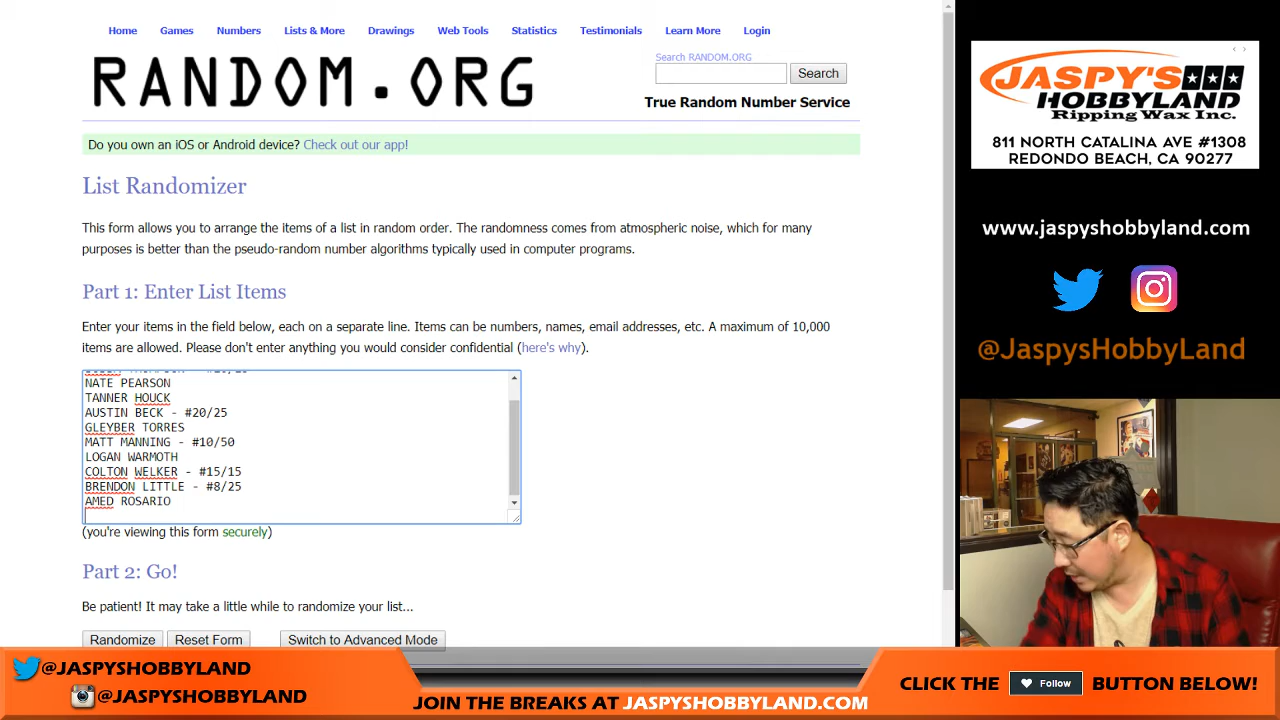 Home Games Numbers Lists & More Drawings Web Tools Statistics Testimonials Learn More Login
RANDOM.ORG
Search RANDOM.ORG
Search
True Random Number Service
Do you own an iOS or Android device? Check out our app!
List Randomizer
This form allows you to arrange the items of a list in random order. The randomness comes from atmospheric noise, which for many
purposes is better than the pseudo-random number algorithms typically used in computer programs.
Part 1: Enter List Items
Enter your items in the field below, each on a separate line. Items can be numbers, names, email addresses, etc. A maximum of 10,000
items are allowed. Please don't enter anything you would consider confidential (here's why).
NATE PEARSON
TANNER HOUCK
AUSTIN BECK - #20/25
GLEYBER TORRES
MATT MANNING - #10/50
LOGAN WARMOTH
COLTON WELKER - #15/15
BRENDON LITTLE - #8/25
AMED ROSARIO
(you're viewing this form securely)
Part 2: Go!
Be patient! It may take a little while to randomize your list...
Randomize Reset Form Switch to Advanced Mode
JASPY'S
HOBBYLAND
Ripping Wax Inc.
811 NORTH CATALINA AVE #1308
REDONDO BEACH, CA 90277
www.jaspyshobbyland.com
@JaspysHobbyLand
@JASPYSHOBBYLAND
@JASPYSHOBBYLAND
JOIN THE BREAKS AT JASPYSHOBBYLAND.COM
CLICK THE Follow BUTTON BELOW!